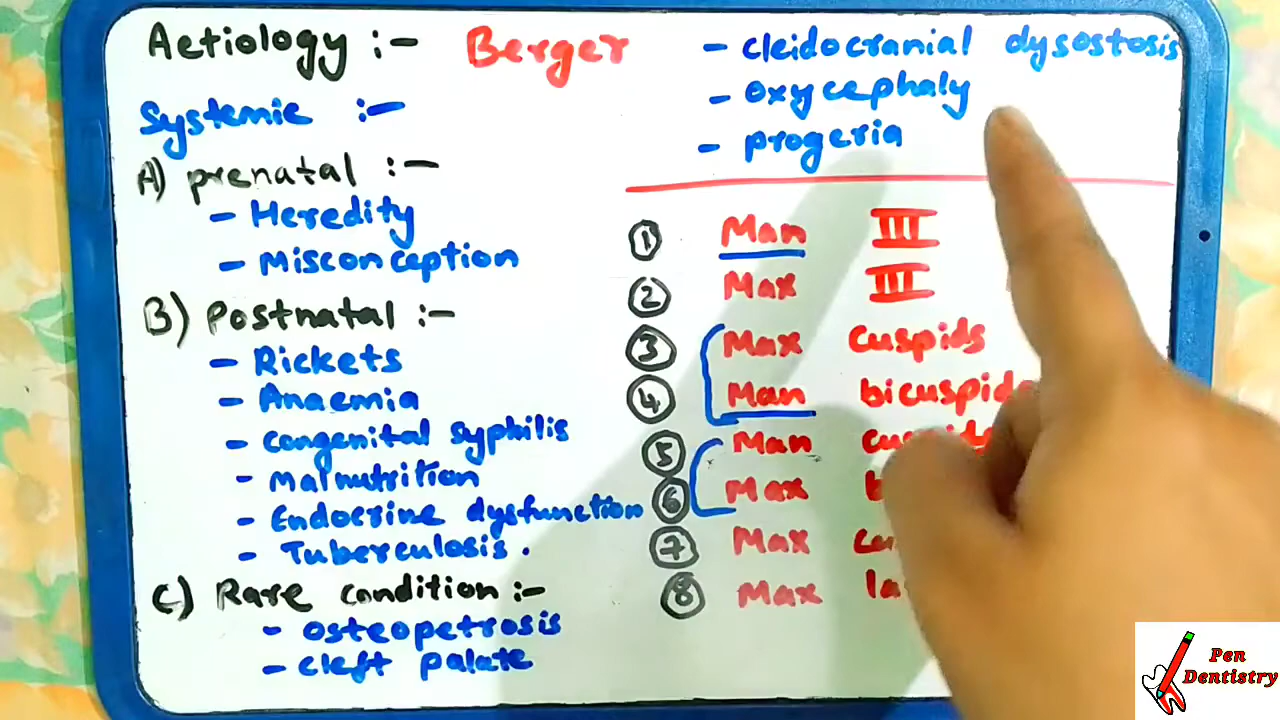 Aetiology :- Berger
Systemic :-
A) prenatal :-
- Heredity
- Misconception
B) Postnatal :-
- Rickets
- Anaemia
- congenital syphilis
- Malnutrition
- Endocrine dysfunction
- Tuberculosis.
C) Rare condition :-
- osteopetrosis
- cleft palate
- cleidocranial dysostosis
- oxycephaly
- progeria
① Man III
② Max III
③ Max cuspids
④ Man bicuspids
⑤ Man
⑥ Max
⑦ Max
⑧ Max
Pen
Dentistry